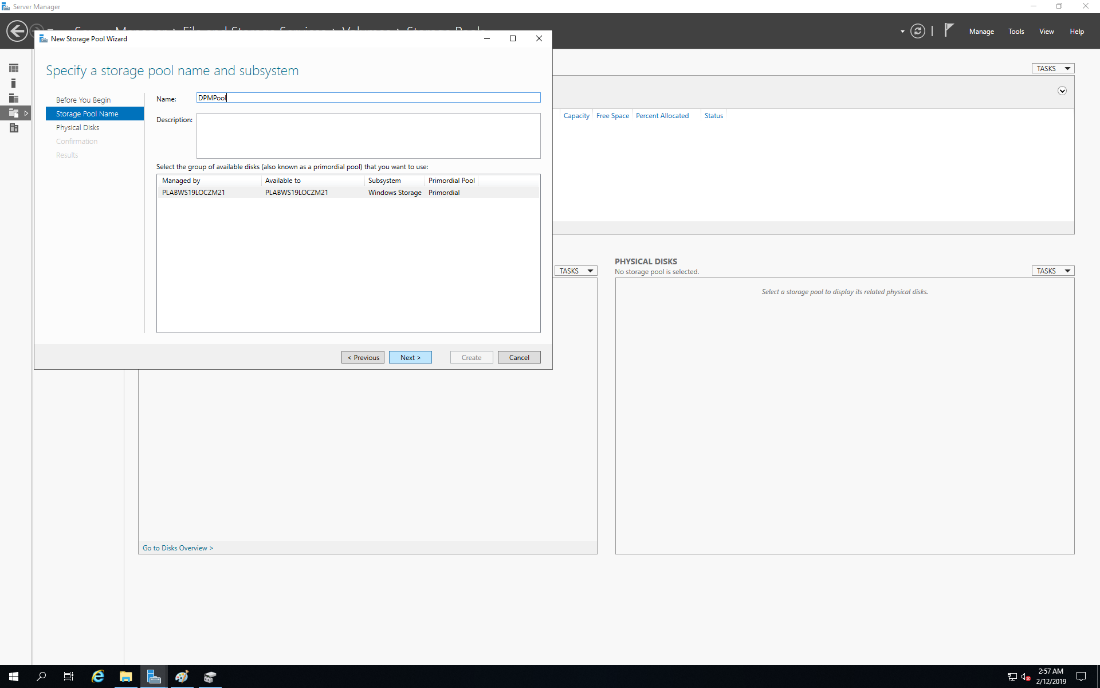 Server Manager
Manage Tools View Help
New Storage Pool Wizard
TASKS
Specify a storage pool name and subsystem
Before You Begin
Storage Pool Name
Physical Disks
Confirmation
Results
Name: DPMPool
Description:
Select the group of available disks (also known as a primordial pool) that you want to use:
Managed by Available to Subsystem Primordial Pool
PLABWS19LOCZM21 PLABWS19LOCZM21 Windows Storage Primordial
< Previous Next > Create Cancel
Capacity Free Space Percent Allocated Status
TASKS
PHYSICAL DISKS
No storage pool is selected.
TASKS
Select a storage pool to display its related physical disks.
Go to Disks Overview >
2:57 AM
2/12/2019